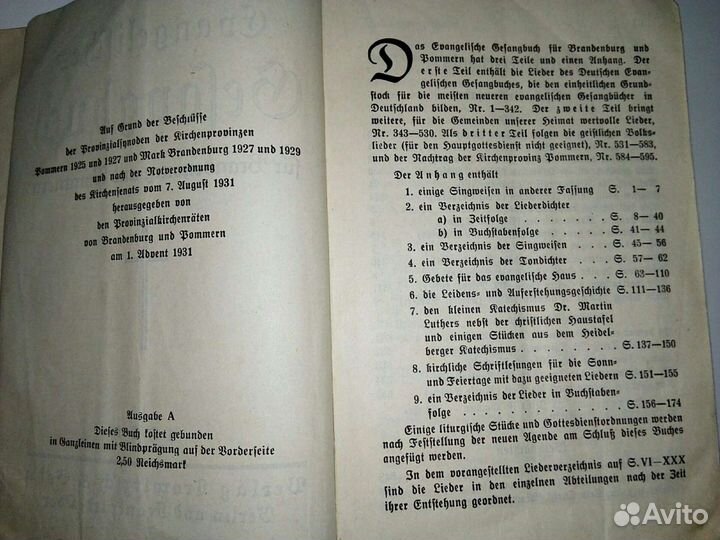 Auf Grund der Beschlüsse
der Provinzialsynoden der Kirchenprovinzen
Pommern 1925 und 1927 und Mark Brandenburg 1927 und 1929
und nach der Notverordnung
des Kirchensenats vom 7. August 1931
herausgegeben von
den Provinzialkirchenräten
von Brandenburg und Pommern
am 1. Advent 1931
Ausgabe A
Dieses Buch kostet gebunden
in Ganzleinen mit Blindprägung auf der Vorderseite
2,50 Reichsmark
Das Evangelische Gesangbuch für Brandenburg und
Pommern hat drei Teile und einen Anhang. Der
erste Teil enthält die Lieder des Deutschen Evan-
gelischen Gesangbuches, die den einheitlichen Grund-
stock für die meisten neueren evangelischen Gesangbücher in
Deutschland bilden, Nr. 1—342. Der zweite Teil bringt
weitere, für die Gemeinden unserer Heimat wertvolle Lieder,
Nr. 343—530. Als dritter Teil folgen die geistlichen Volks-
lieder (für den Hauptgottesdienst nicht geeignet), Nr. 531—583,
und der Nachtrag der Kirchenprovinz Pommern, Nr. 584—595.
Der Anhang enthält
1. einige Singweisen in anderer Fassung S. 1— 7
2. ein Verzeichnis der Liederdichter
a) in Zeitfolge . . . . . . . S. 8— 40
b) in Buchstabenfolge . . . . . S. 41— 44
3. ein Verzeichnis der Singweisen . . S. 45— 56
4. ein Verzeichnis der Tondichter . . S. 57— 62
5. Gebete für das evangelische Haus . S. 63—110
6. die Leidens- und Auferstehungsgeschichte S. 111—136
7. den kleinen Katechismus Dr. Martin
Luthers nebst der christlichen Haustafel
und einigen Stücken aus dem Heidel-
berger Katechismus . . . . . . S. 137—150
8. kirchliche Schriftlesungen für die Sonn-
und Feiertage mit dazu geeigneten Liedern S. 151—155
9. ein Verzeichnis der Lieder in Buchstaben-
folge . . . . . . . . . . S. 156—174
Einige liturgische Stücke und Gottesdienstordnungen werden
nach Feststellung der neuen Agende am Schluß dieses Buches
angefügt werden.
In dem vorangestellten Liederverzeichnis auf S. VI—XXX
sind die Lieder in den einzelnen Abteilungen nach der Zeit
ihrer Entstehung geordnet.
Avito